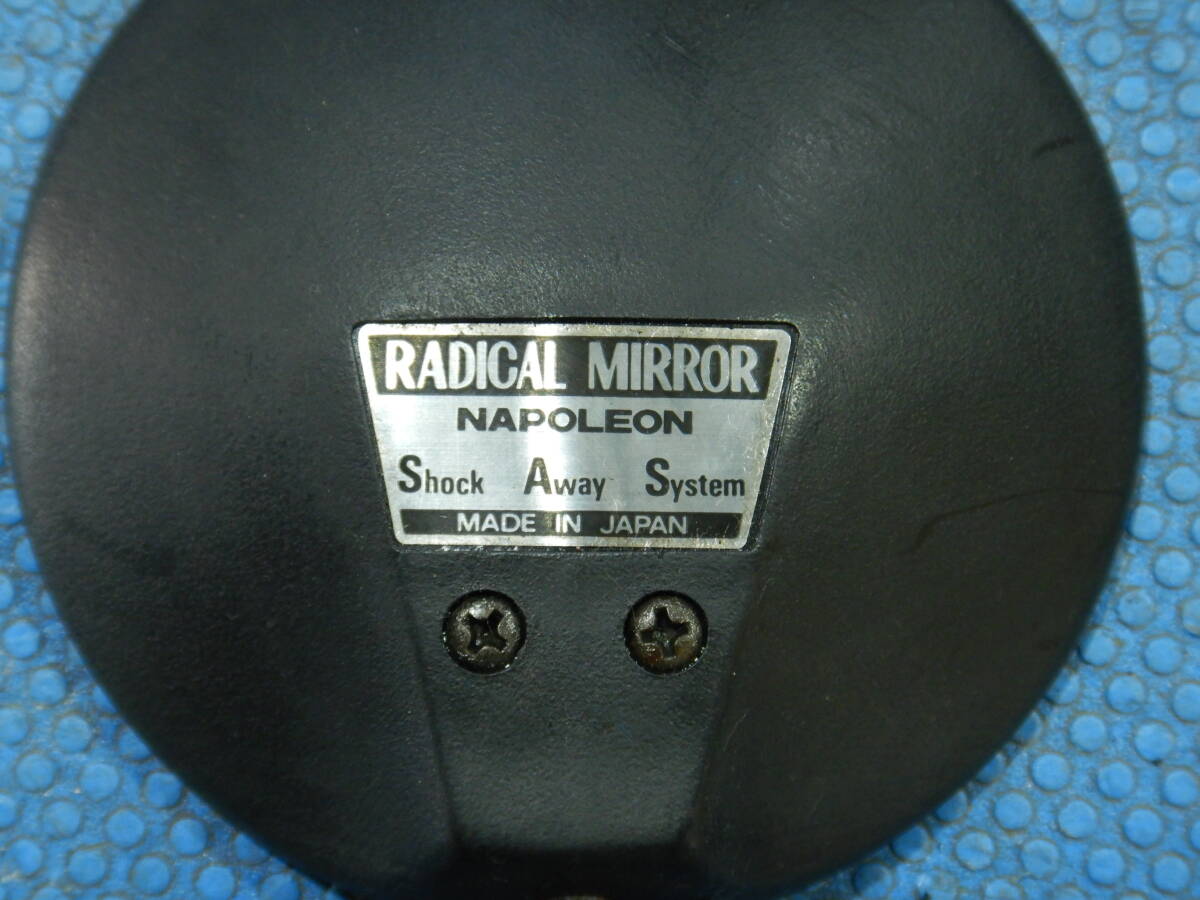 RADICAL MIRROR
NAPOLEON
Shock Away System
MADE IN JAPAN